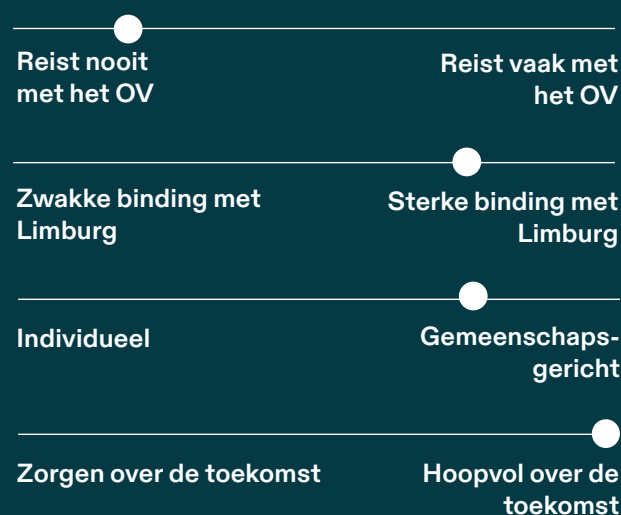 Reist nooit
met het OV
Reist vaak met
het OV
Zwakke binding met
Limburg
Sterke binding met
Limburg
Individueel
Gemeenschaps-
gericht
Zorgen over de toekomst
Hoopvol over de
toekomst